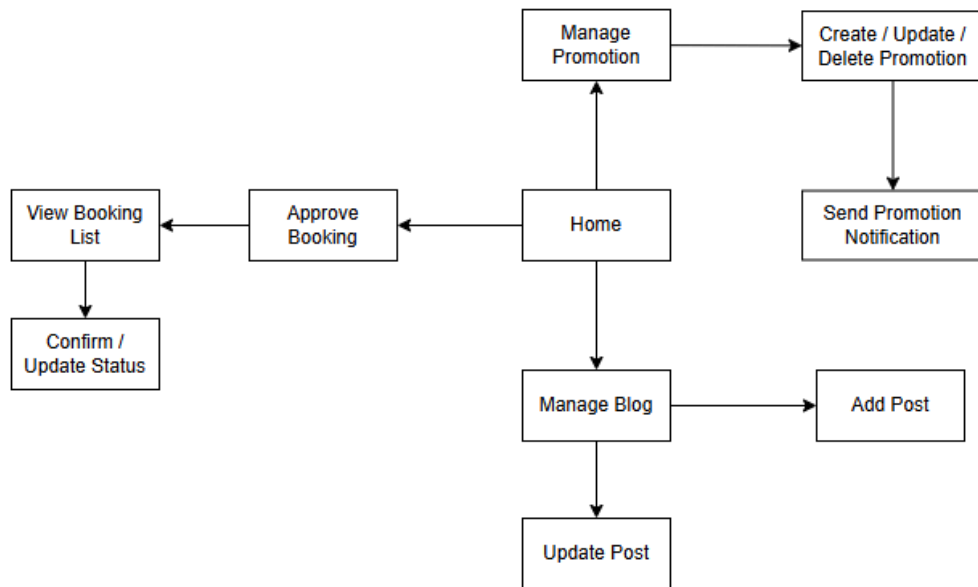 Manage
Promotion
Create / Update /
Delete Promotion
View Booking
List
Approve
Booking
Home
Send Promotion
Notification
Confirm /
Update Status
Manage Blog
Add Post
Update Post